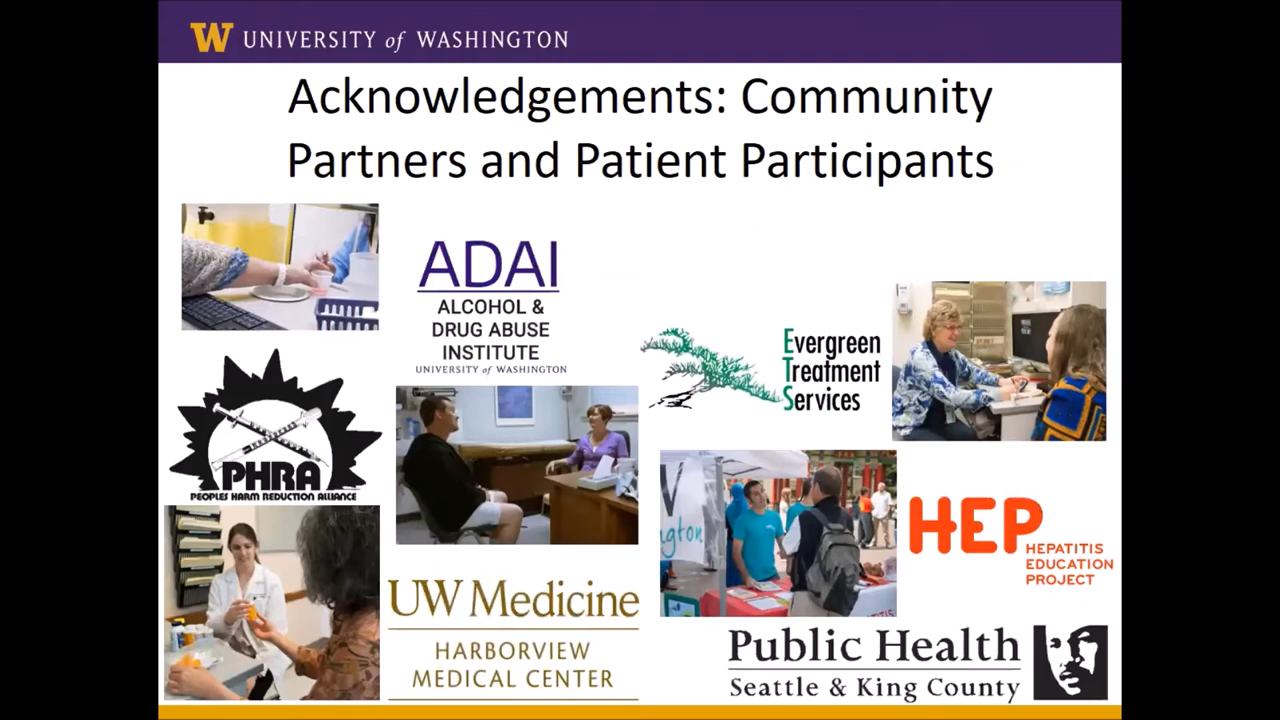 W UNIVERSITY of WASHINGTON
Acknowledgements: Community
Partners and Patient Participants
ADAI
ALCOHOL &
DRUG ABUSE
INSTITUTE
UNIVERSITY of WASHINGTON
Evergreen
Treatment
Services
PHRA
PEOPLES HARM REDUCTION ALLIANCE
HEP
HEPATITIS
EDUCATION
PROJECT
UW Medicine
HARBORVIEW
MEDICAL CENTER
Public Health
Seattle & King County